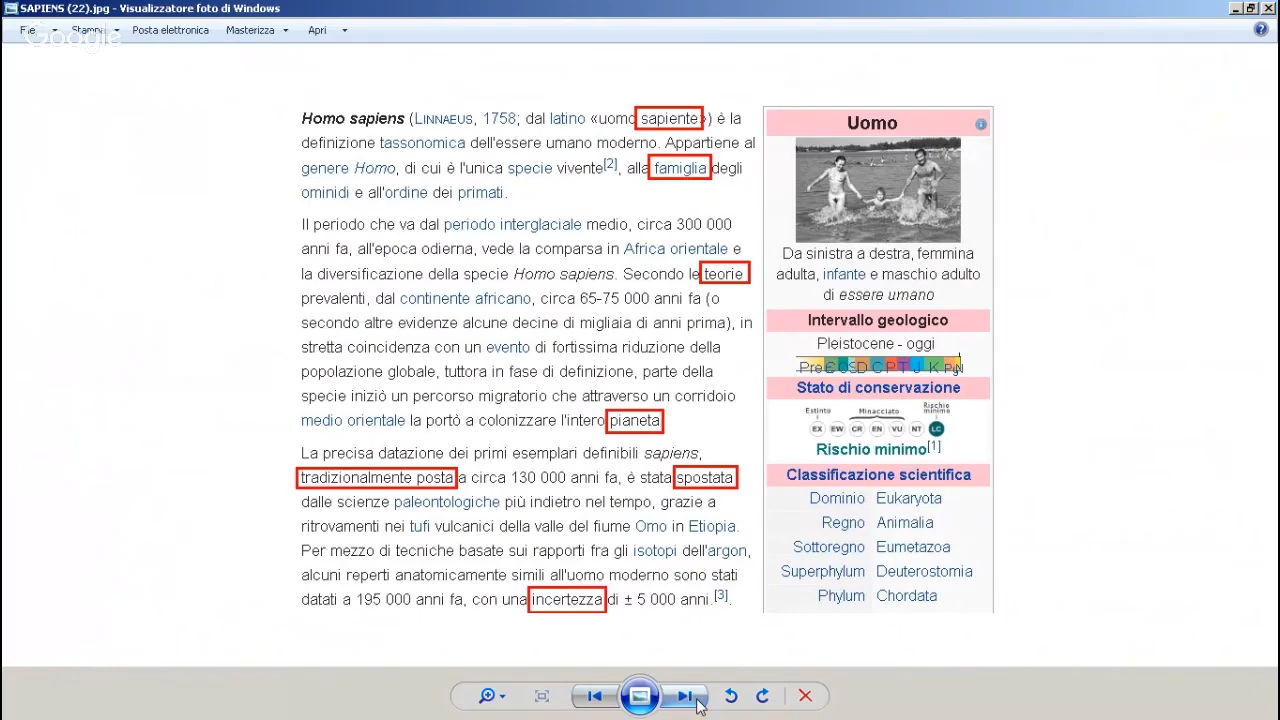 SAPIENS (22).jpg - Visualizzatore foto di Windows
File Stampa Posta elettronica Masterizza Apri
Google
Homo sapiens (LINNAEUS, 1758; dal latino «uomo sapiente») è la
definizione tassonomica dell'essere umano moderno. Appartiene al
genere Homo, di cui è l'unica specie vivente[2], alla famiglia degli
ominidi e all'ordine dei primati.
Il periodo che va dal periodo interglaciale medio, circa 300 000
anni fa, all'epoca odierna, vede la comparsa in Africa orientale e
la diversificazione della specie Homo sapiens. Secondo le teorie
prevalenti, dal continente africano, circa 65-75 000 anni fa (o
secondo altre evidenze alcune decine di migliaia di anni prima), in
stretta coincidenza con un evento di fortissima riduzione della
popolazione globale, tuttora in fase di definizione, parte della
specie iniziò un percorso migratorio che attraverso un corridoio
medio orientale la portò a colonizzare l'intero pianeta
La precisa datazione dei primi esemplari definibili sapiens,
tradizionalmente posta a circa 130 000 anni fa, è stata spostata
dalle scienze paleontologiche più indietro nel tempo, grazie a
ritrovamenti nei tufi vulcanici della valle del fiume Omo in Etiopia.
Per mezzo di tecniche basate sui rapporti fra gli isotopi dell'argon,
alcuni reperti anatomicamente simili all'uomo moderno sono stati
datati a 195 000 anni fa, con una incertezza di ± 5 000 anni.[3].
Uomo
Da sinistra a destra, femmina
adulta, infante e maschio adulto
di essere umano
Intervallo geologico
Pleistocene - oggi
Pre Є O S D C P T J K Pg N
Stato di conservazione
Estinto Minacciato Rischio minimo
EX EW CR EN VU NT LC
Rischio minimo[1]
Classificazione scientifica
Dominio Eukaryota
Regno Animalia
Sottoregno Eumetazoa
Superphylum Deuterostomia
Phylum Chordata